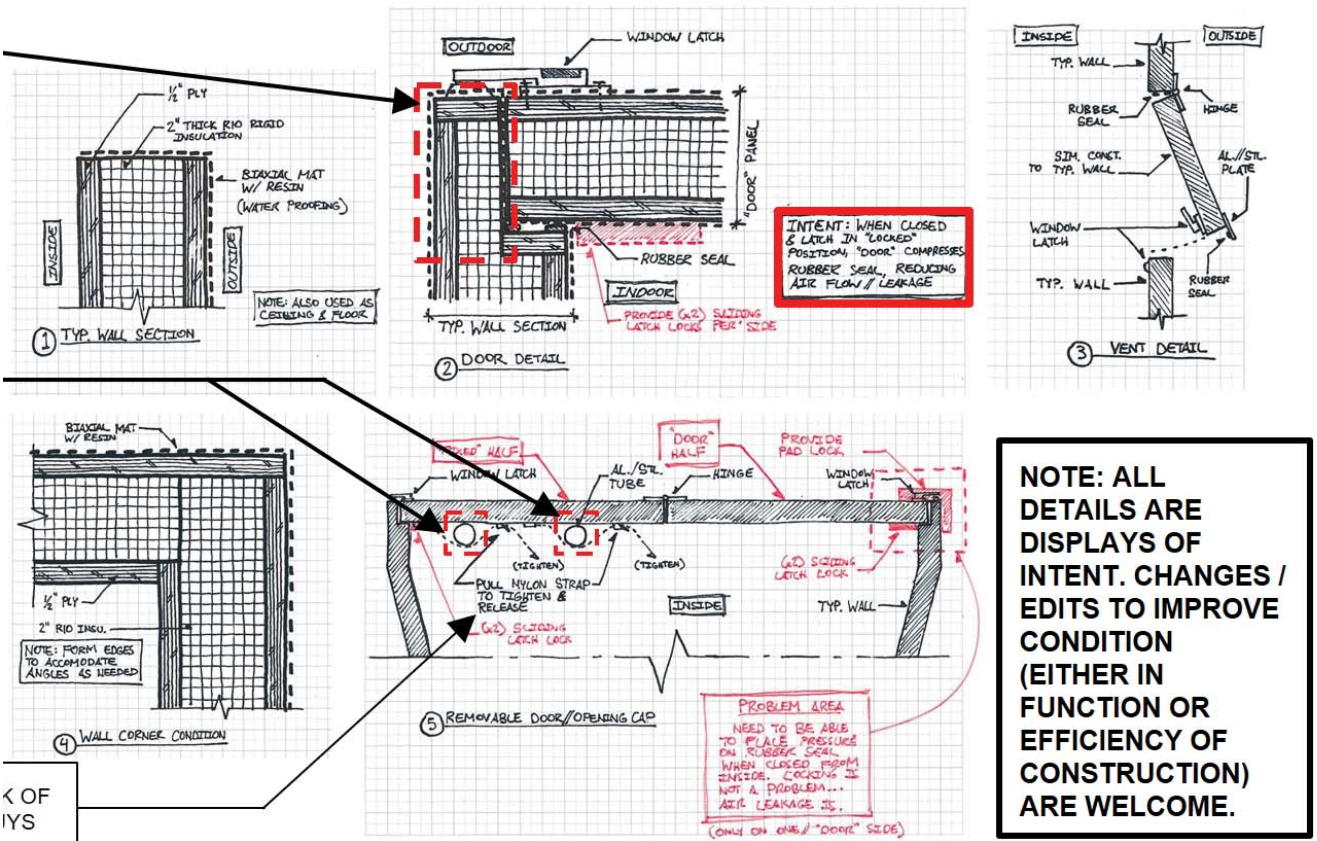 ½" PLY
2" THICK RIO RIGID
INSULATION
BIAXIAL MAT
W/ RESIN
(WATER PROOFING)
INSIDE
OUTSIDE
NOTE: ALSO USED AS
CEILING & FLOOR
1 TYP. WALL SECTION
OUTDOOR
WINDOW LATCH
"DOOR" PANEL
RUBBER SEAL
INDOOR
TYP. WALL SECTION
PROVIDE (x2) SLIDING
LATCH LOCKS PER SIDE
2 DOOR DETAIL
INTENT: WHEN CLOSED
& LATCH IN "LOCKED"
POSITION, "DOOR" COMPRESSES
RUBBER SEAL, REDUCING
AIR FLOW // LEAKAGE
INSIDE
OUTSIDE
TYP. WALL
RUBBER
SEAL
HINGE
SIM. CONST.
TO TYP. WALL
AL.//STL.
PLATE
WINDOW
LATCH
TYP. WALL
RUBBER
SEAL
3 VENT DETAIL
BIAXIAL MAT
W/ RESIN
½" PLY
2" RIO INSU.
NOTE: FORM EDGES
TO ACCOMODATE
ANGLES AS NEEDED
4 WALL CORNER CONDITION
"FIXED" HALF
"DOOR"
HALF
PROVIDE
PAD LOCK
WINDOW LATCH
AL./STL.
TUBE
HINGE
WINDOW
LATCH
(TIGHTEN)
(TIGHTEN)
PULL NYLON STRAP
TO TIGHTEN &
RELEASE
(x2) SLIDING
LATCH LOCK
INSIDE
(x2) SLIDING
LATCH LOCK
TYP. WALL
5 REMOVABLE DOOR//OPENING CAP
PROBLEM AREA
NEED TO BE ABLE
TO PLACE PRESSURE
ON RUBBER SEAL
WHEN CLOSED FROM
INSIDE. LOCKING IS
NOT A PROBLEM...
AIR LEAKAGE IS.
(ONLY ON ONE // "DOOR" SIDE)
NOTE: ALL
DETAILS ARE
DISPLAYS OF
INTENT. CHANGES /
EDITS TO IMPROVE
CONDITION
(EITHER IN
FUNCTION OR
EFFICIENCY OF
CONSTRUCTION)
ARE WELCOME.
K OF